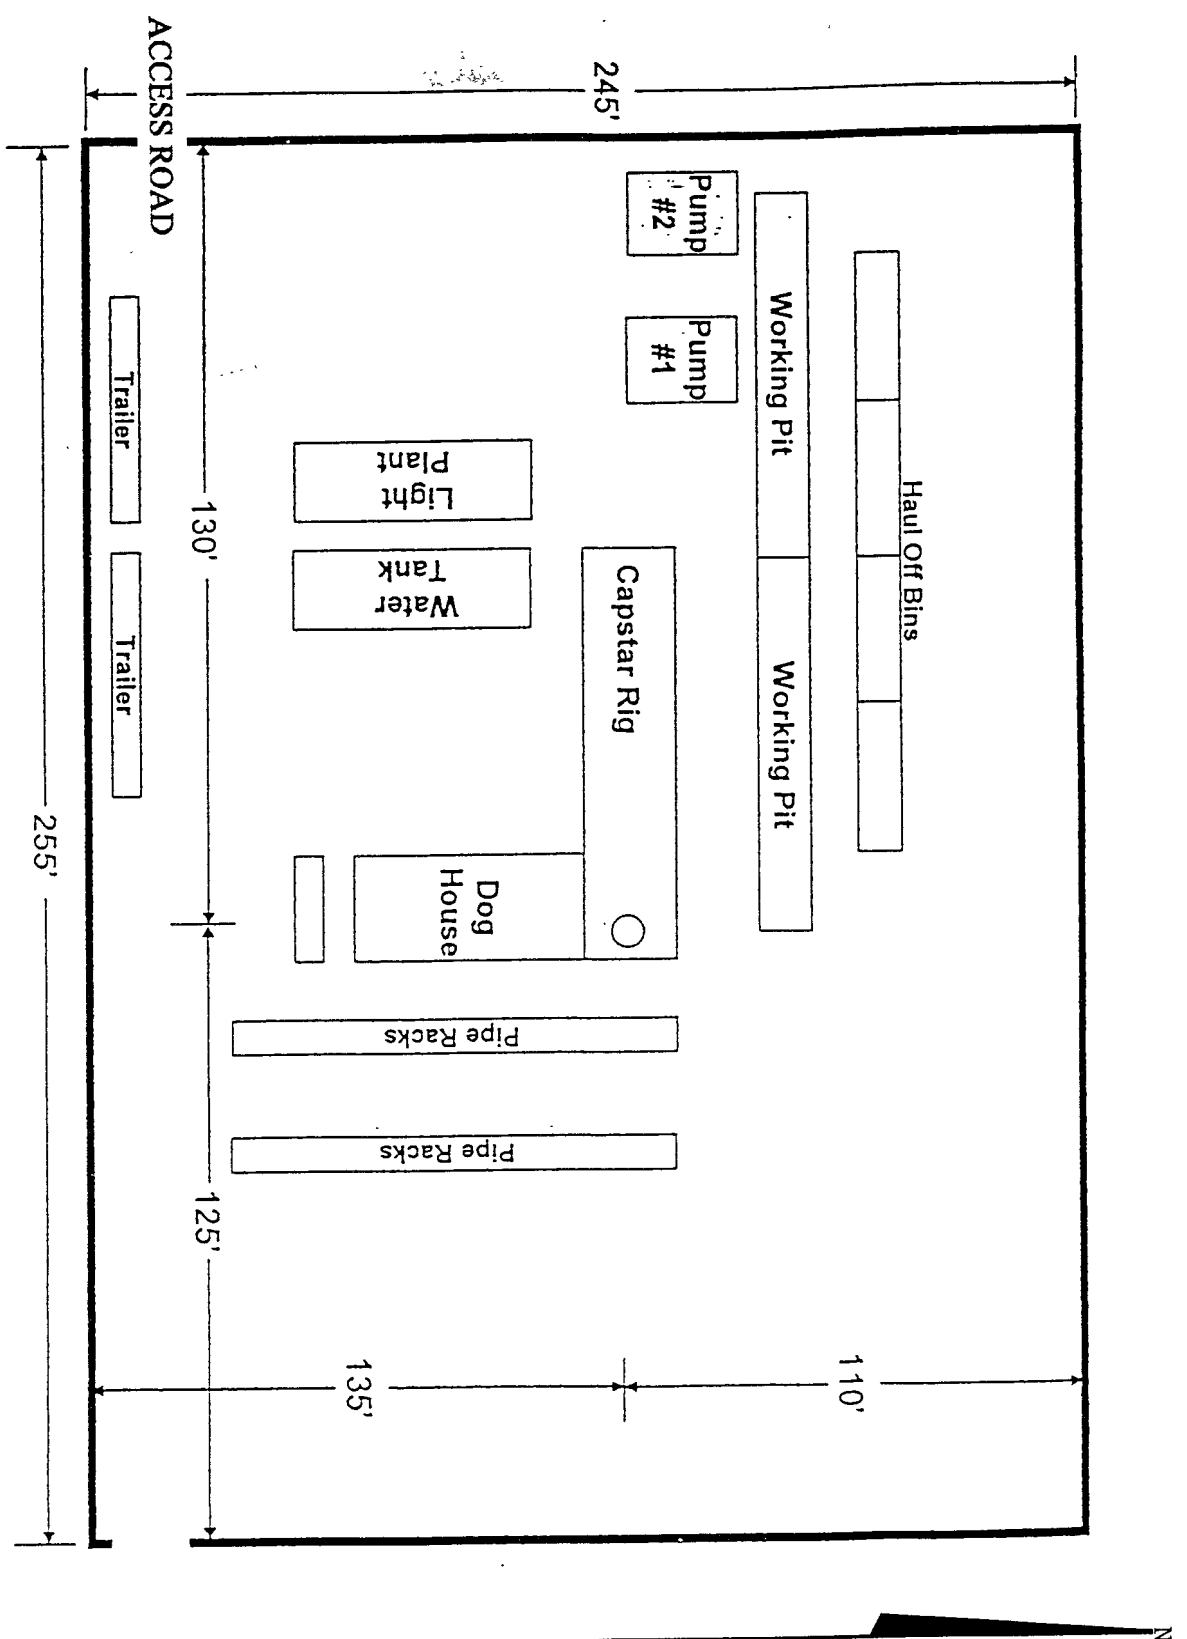 N
Haul Off Bins
Working Pit
Working Pit
Pump
#2
Pump
#1
Capstar Rig
245'
110'
Light
Plant
Water
Tank
Dog
House
Pipe Racks
Pipe Racks
135'
130'
125'
ACCESS ROAD
Trailer
Trailer
255'